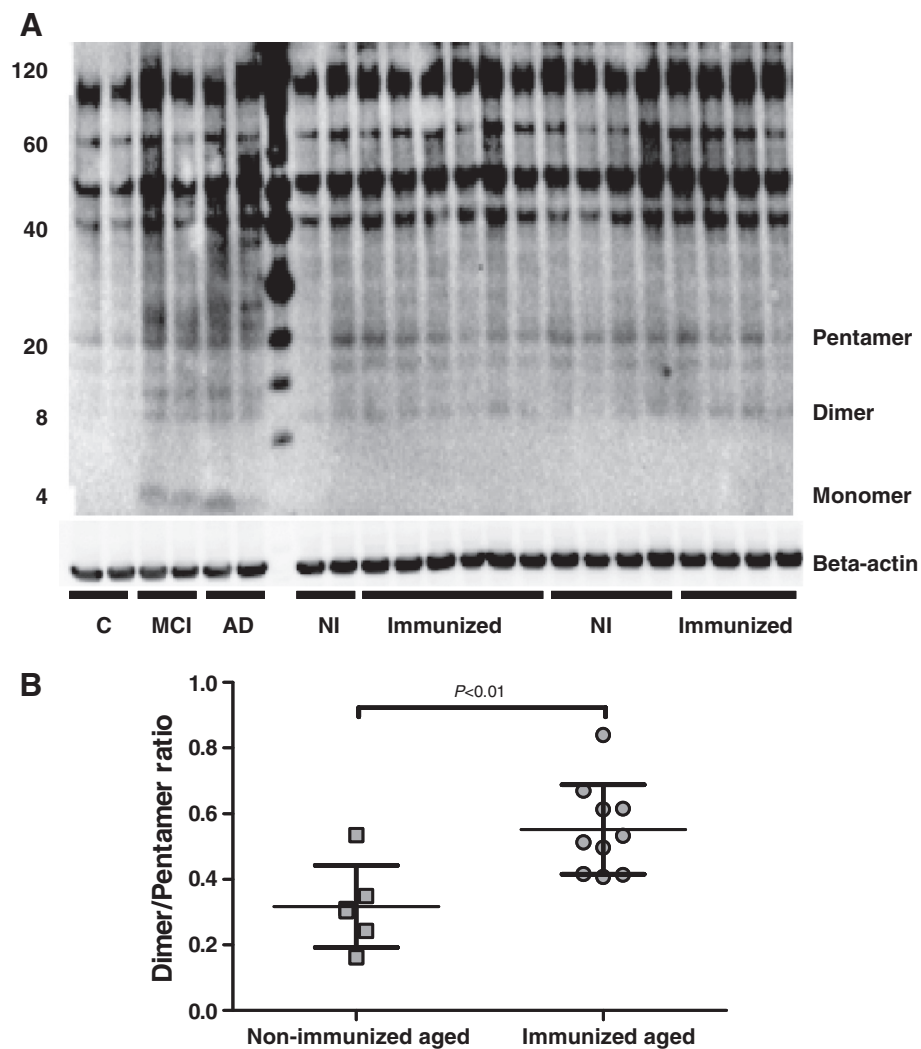 A
120
60
40
20
8
4
Pentamer
Dimer
Monomer
Beta-actin
C MCI AD NI Immunized NI Immunized
B
P<0.01
Dimer/Pentamer ratio
1.0
0.8
0.6
0.4
0.2
0.0
Non-immunized aged Immunized aged